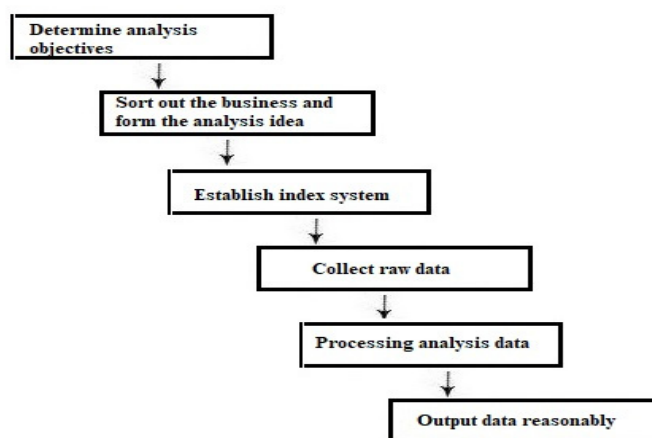 Determine analysis
objectives
Sort out the business and
form the analysis idea
Establish index system
Collect raw data
Processing analysis data
Output data reasonably